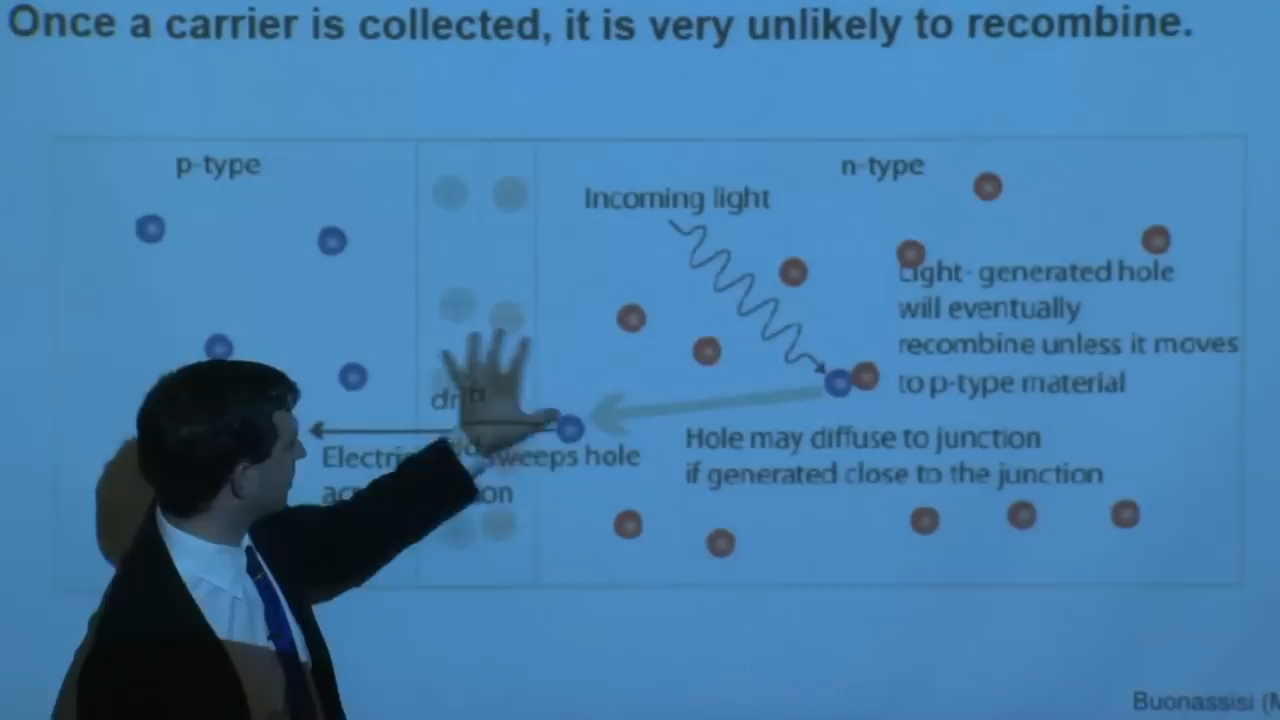 Once a carrier is collected, it is very unlikely to recombine.
p-type
n-type
Incoming light
Light-generated hole
will eventually
recombine unless it moves
to p-type material
Hole may diffuse to junction
if generated close to the junction
sweeps hole
Buonassisi